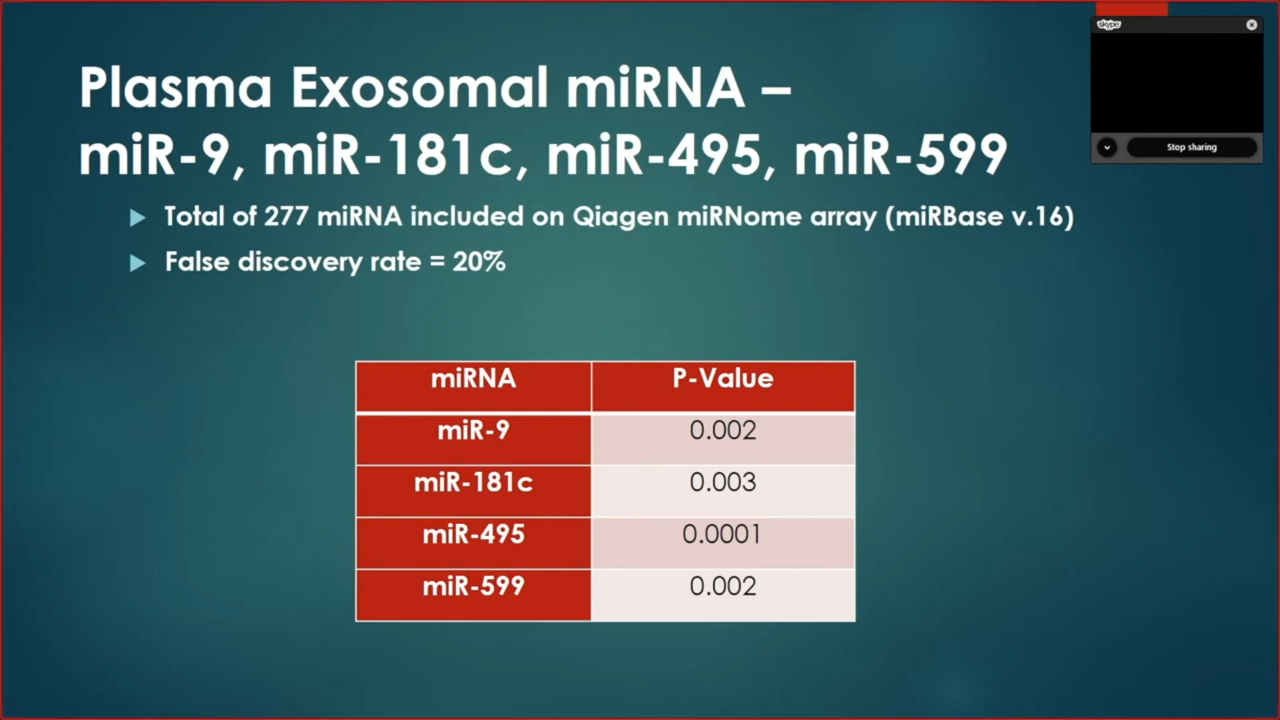 Plasma Exosomal miRNA –
miR-9, miR-181c, miR-495, miR-599
Total of 277 miRNA included on Qiagen miRNome array (miRBase v.16)
False discovery rate = 20%
miRNA P-Value
miR-9 0.002
miR-181c 0.003
miR-495 0.0001
miR-599 0.002
skype
Stop sharing